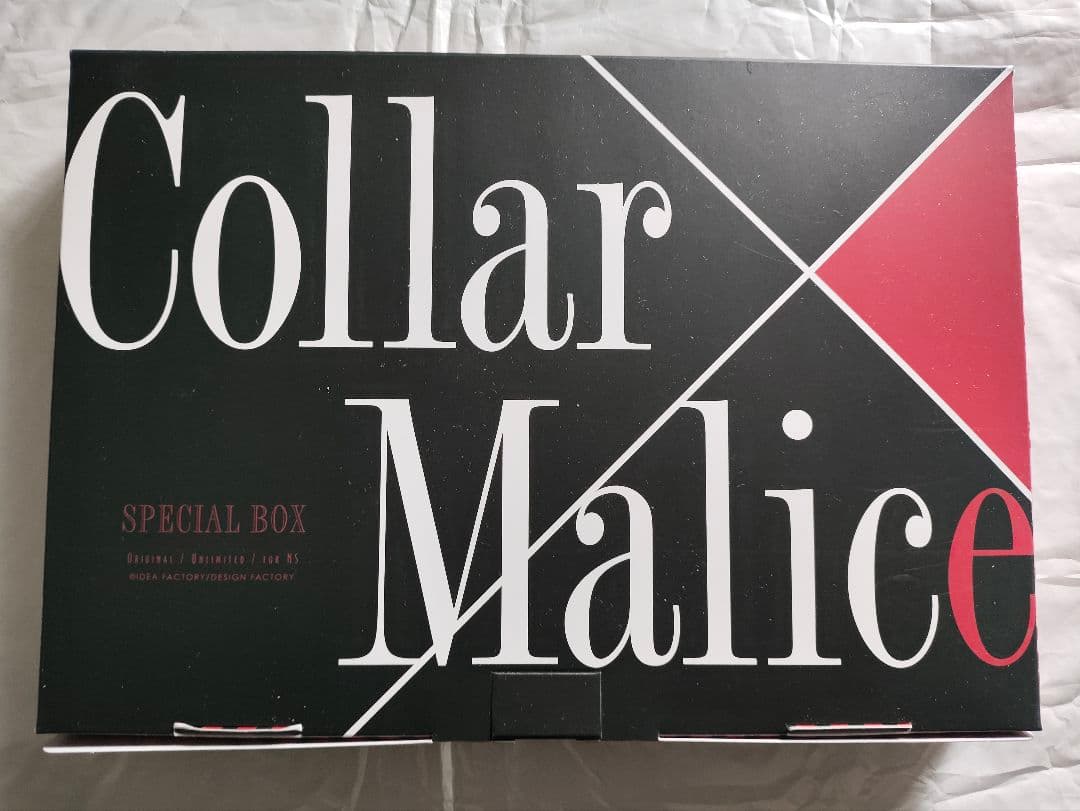 Collar
Malice
SPECIAL BOX
ORIGINAL / UNLIMITED / FOR NS
©IDEA FACTORY/DESIGN FACTORY